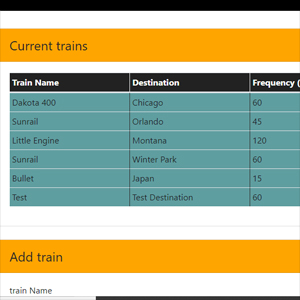 Current trains
Train Name Destination Frequency (
Dakota 400 Chicago 60
Sunrail Orlando 45
Little Engine Montana 120
Sunrail Winter Park 60
Bullet Japan 15
Test Test Destination 60
Add train
train Name